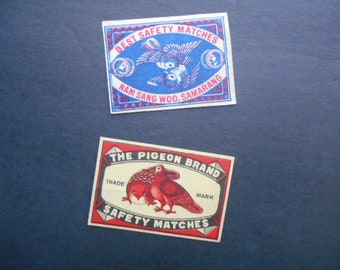 BEST SAFETY MATCHES
NAM SANG WOO. SAMARANG
THE PIGEON BRAND
TRADE MARK
SAFETY MATCHES